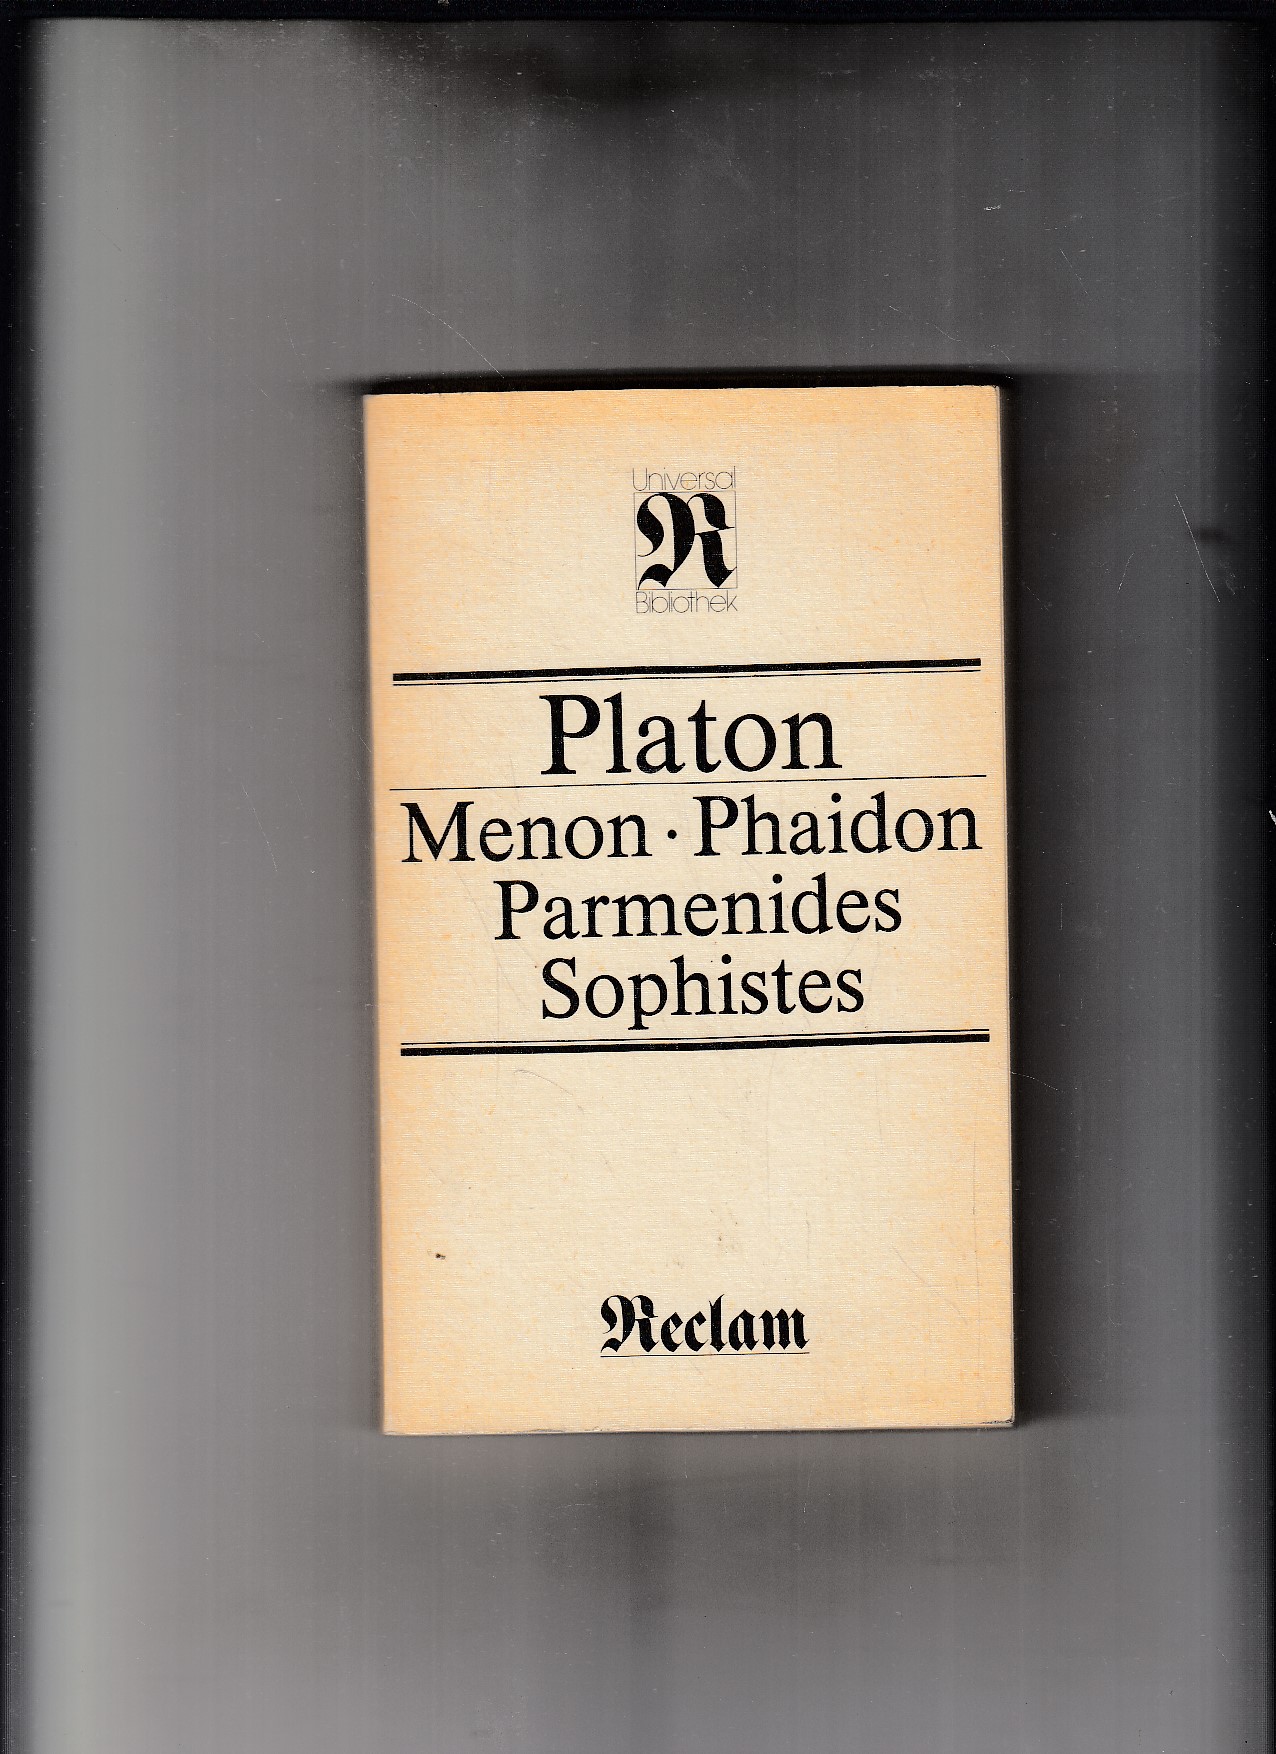 Universal
R
Bibliothek
Platon
Menon · Phaidon
Parmenides
Sophistes
Reclam